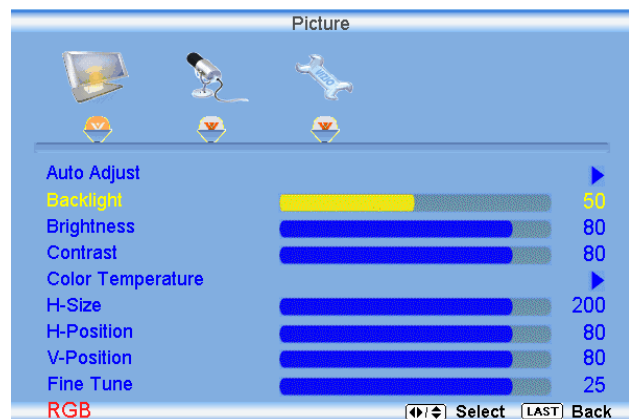 Picture
Auto Adjust
Backlight 50
Brightness 80
Contrast 80
Color Temperature
H-Size 200
H-Position 80
V-Position 80
Fine Tune 25
RGB Select LAST Back